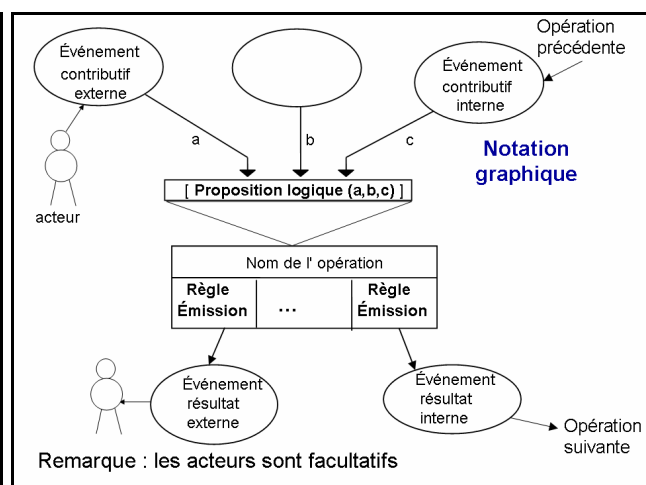 Opération
précédente
Événement
contributif
externe
Événement
contributif
interne
a
b
c
Notation
graphique
acteur
[ Proposition logique (a,b,c) ]
Nom de l' opération
Règle
Émission
...
Règle
Émission
Événement
résultat
externe
Événement
résultat
interne
Opération
suivante
Remarque : les acteurs sont facultatifs